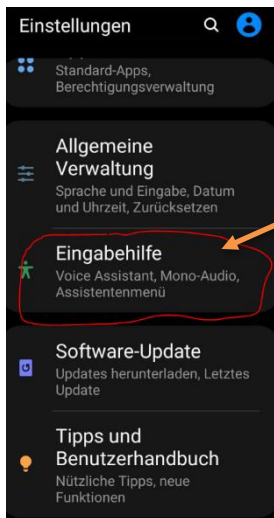 Einstellungen
Standard-Apps,
Berechtigungsverwaltung
Allgemeine
Verwaltung
Sprache und Eingabe, Datum
und Uhrzeit, Zurücksetzen
Eingabehilfe
Voice Assistant, Mono-Audio,
Assistentenmenü
Software-Update
Updates herunterladen, Letztes
Update
Tipps und
Benutzerhandbuch
Nützliche Tipps, neue
Funktionen